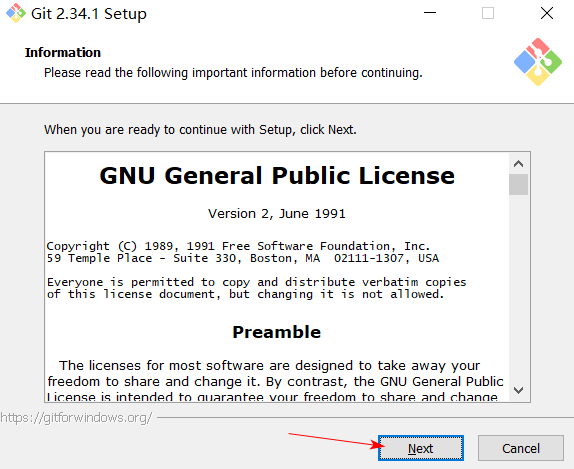 Git 2.34.1 Setup
Information
Please read the following important information before continuing.
When you are ready to continue with Setup, click Next.
GNU General Public License
Version 2, June 1991
Copyright (C) 1989, 1991 Free Software Foundation, Inc.
59 Temple Place - Suite 330, Boston, MA  02111-1307, USA
Everyone is permitted to copy and distribute verbatim copies
of this license document, but changing it is not allowed.
Preamble
The licenses for most software are designed to take away your
freedom to share and change it. By contrast, the GNU General Public
License is intended to guarantee your freedom to share and change
https://gitforwindows.org/
Next
Cancel